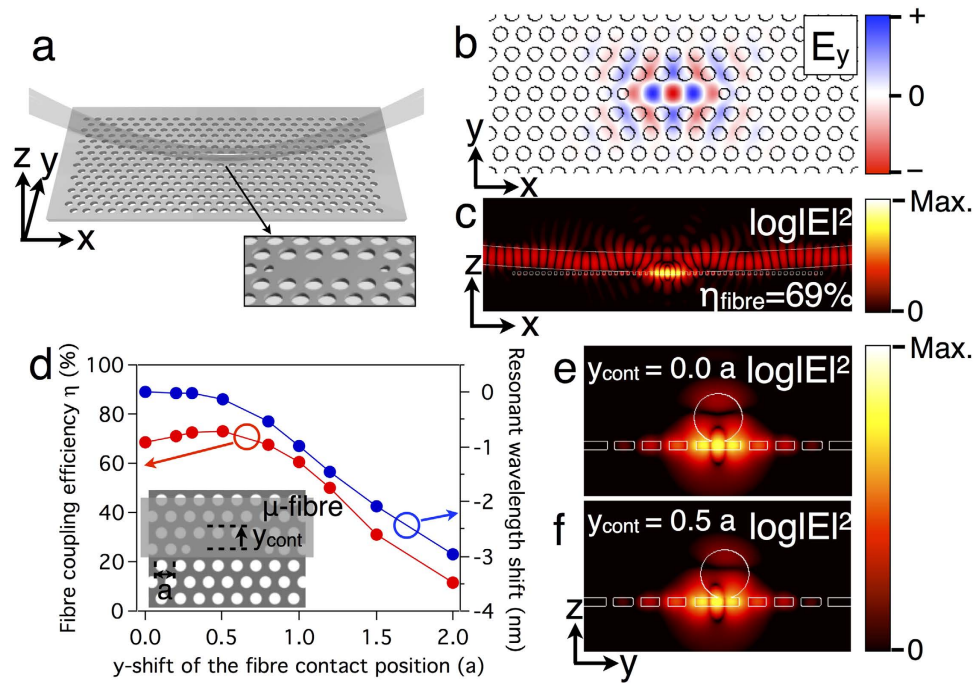 a
z
y
x
b
E_y
+
0
−
y
x
c
log|E|²
η_fibre=69%
z
x
Max.
0
d
Fibre coupling efficiency η (%)
100
80
60
40
20
0
0.0
0.5
1.0
1.5
2.0
y-shift of the fibre contact position (a)
0
-1
-2
-3
-4
Resonant wavelength shift (nm)
μ-fibre
y_cont
a
e
y_cont = 0.0 a log|E|²
f
y_cont = 0.5 a log|E|²
z
y
Max.
0